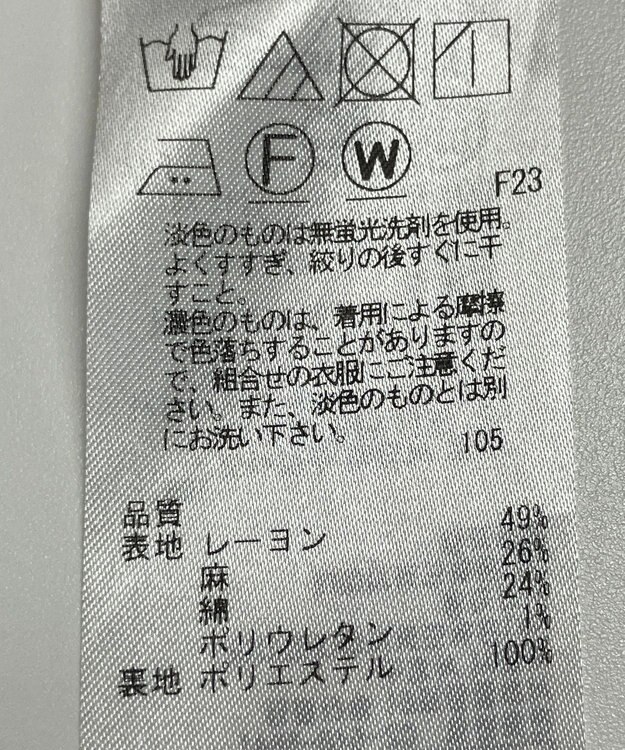 F W
F23
淡色のものは無蛍光洗剤を使用。
よくすすぎ、絞りの後すぐに干
すこと。
濃色のものは、着用による摩擦
で色落ちすることがありますの
で、組合せの衣服にご注意くだ
さい。また、淡色のものとは別
にお洗い下さい。
105
品質
表地 レーヨン 49%
麻 26%
綿 24%
ポリウレタン 1%
裏地 ポリエステル 100%